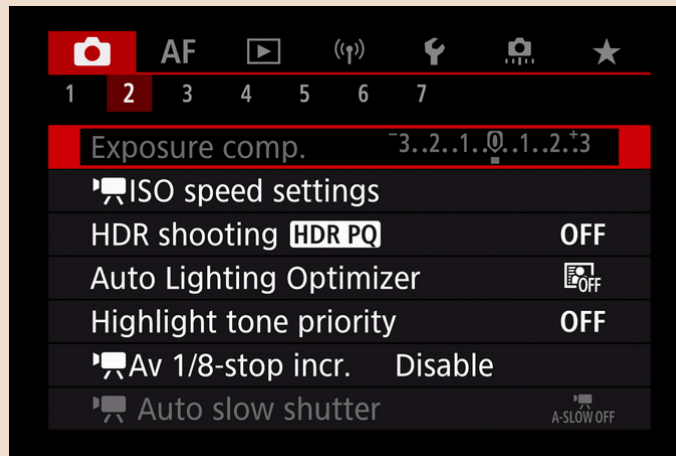 AF
1 2 3 4 5 6 7
Exposure comp. -3..2..1..0..1..2.+3
ISO speed settings
HDR shooting HDR PQ OFF
Auto Lighting Optimizer OFF
Highlight tone priority OFF
Av 1/8-stop incr. Disable
Auto slow shutter A-SLOW OFF